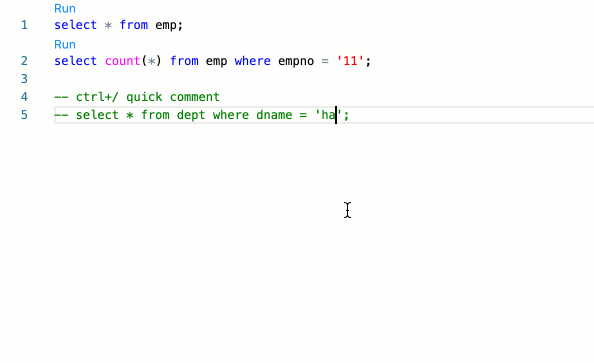 Run
1 select * from emp;
Run
2 select count(*) from emp where empno = '11';
3
4 -- ctrl+/ quick comment
5 -- select * from dept where dname = 'ha';